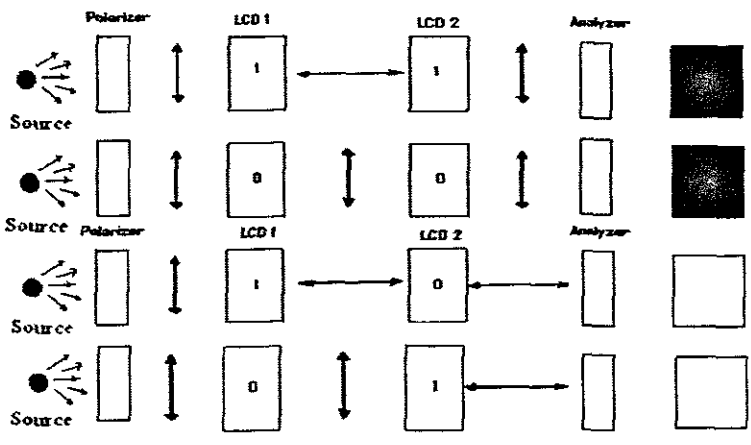 Polarizer LCD 1 LCD 2 Analyzer
1 1
Source
0 0
Source
Polarizer LCD 1 LCD 2 Analyzer
1 0
Source
0 1
Source